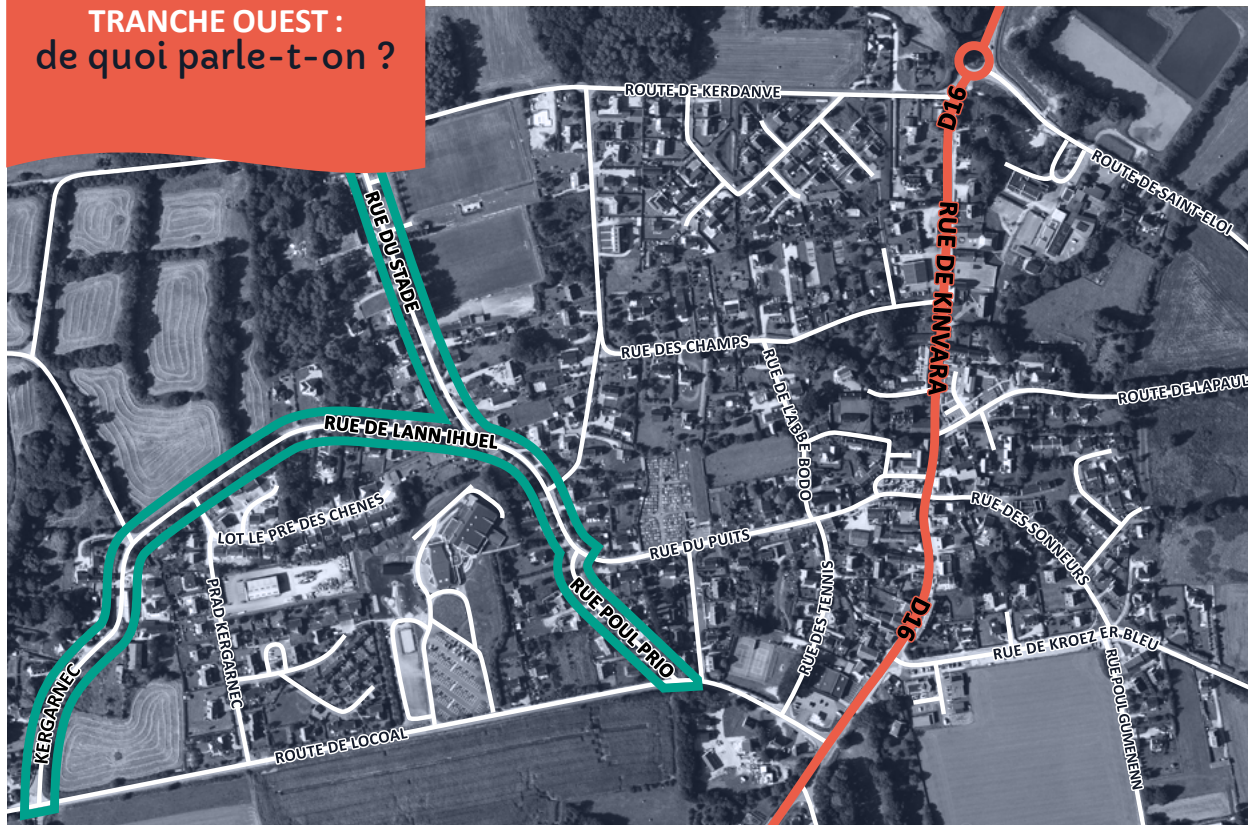 TRANCHE OUEST :
de quoi parle-t-on ?
ROUTE DE KERDANVE
D16
ROUTE DE SAINT-ELOI
RUE DU STADE
RUE DE KINVARA
RUE DES CHAMPS
RUE DE L'ABBE BODO
ROUTE DE LAPAUL
RUE DE LANN IHUEL
LOT LE PRE DES CHENES
RUE DU PUITS
RUE DES SONNEURS
PRAD KERGARNEC
RUE POUL PRIO
RUE DES TENNIS
D16
RUE DE KROEZ ER BLEU
RUE POUL GUMENENN
KERGARNEC
ROUTE DE LOCOAL